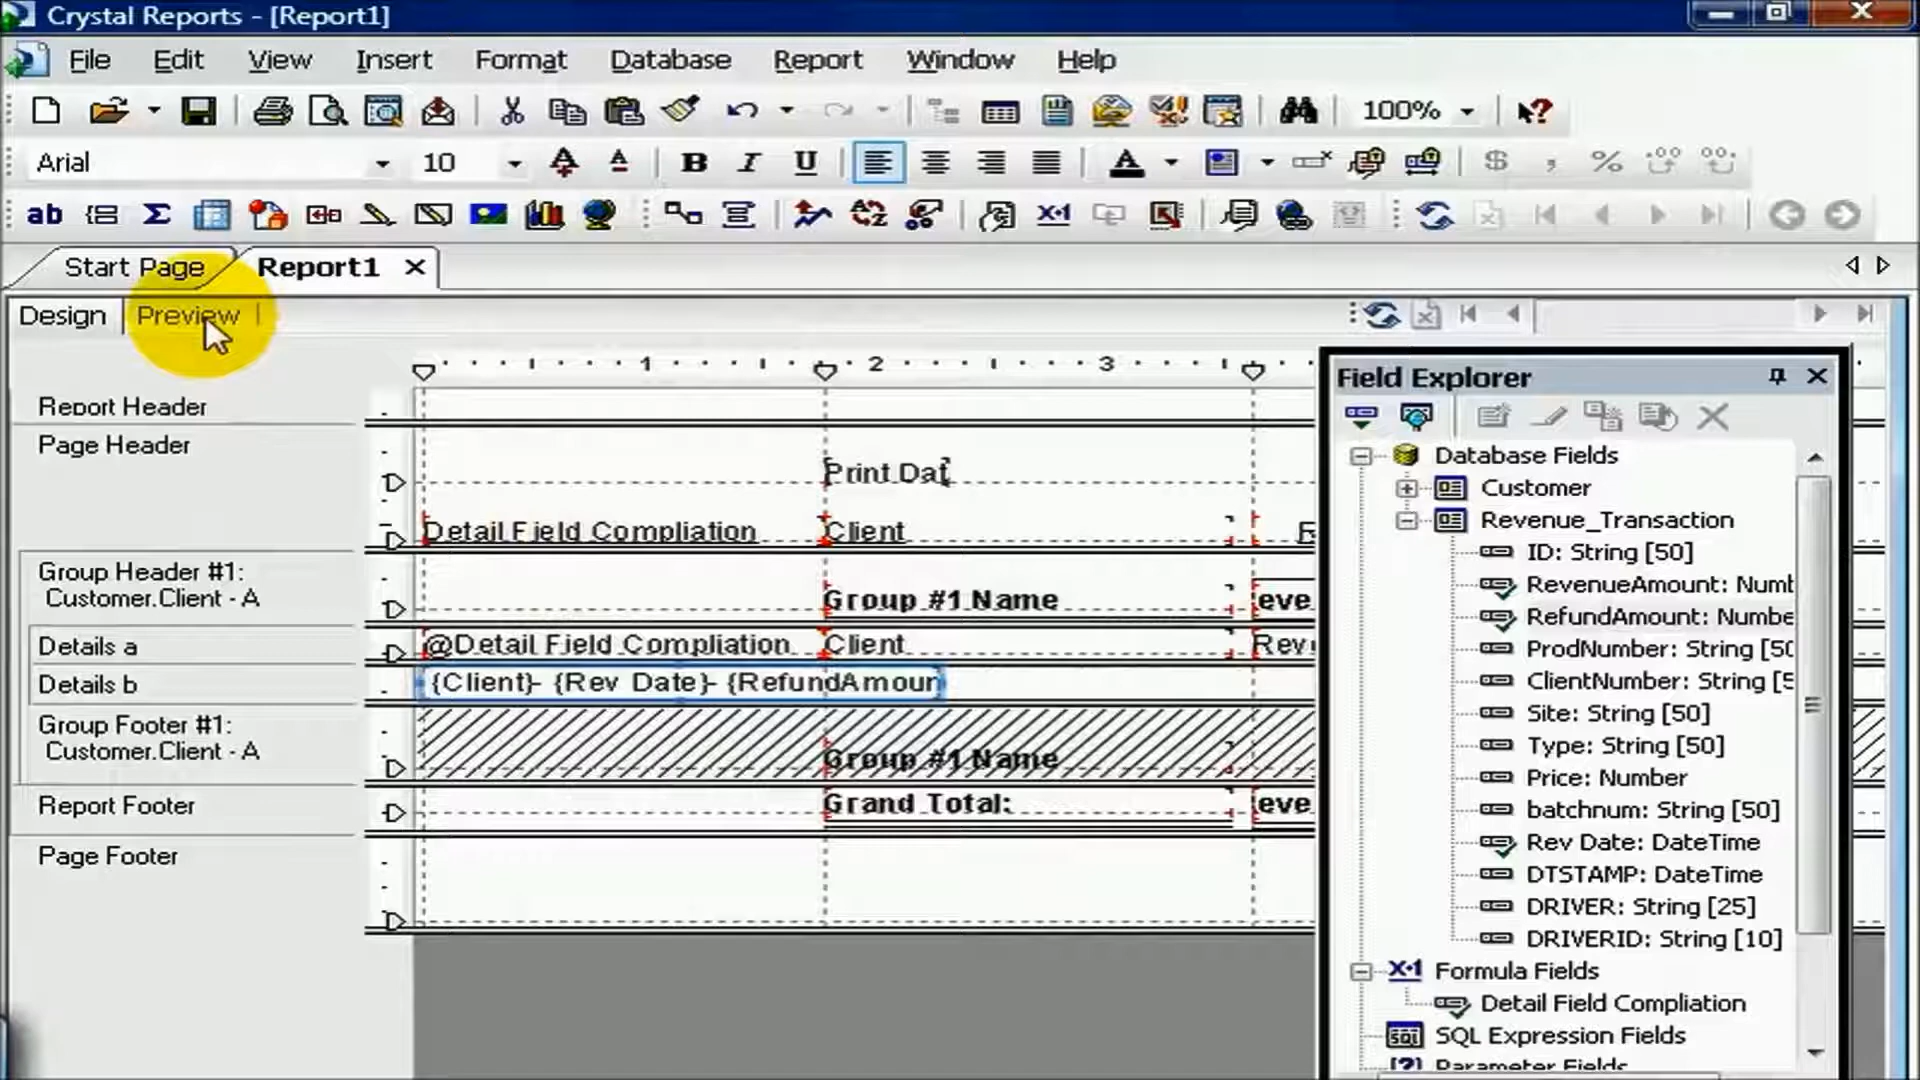 Crystal Reports - [Report1]
File Edit View Insert Format Database Report Window Help
100%
Arial 10 B I U $ , %
ab
Start Page Report1
Design Preview
1 2 3
Report Header
Page Header
Print Dat
Detail Field Compliation Client
Group Header #1:
Customer.Client - A
Group #1 Name eve
Details a
@Detail Field Compliation Client Rev
Details b
{Client}- {Rev Date}- {RefundAmoun
Group Footer #1:
Customer.Client - A
Group #1 Name
Report Footer
Grand Total: eve
Page Footer
Field Explorer
Database Fields
Customer
Revenue_Transaction
ID: String [50]
RevenueAmount: Numb
RefundAmount: Numbe
ProdNumber: String [50
ClientNumber: String [5
Site: String [50]
Type: String [50]
Price: Number
batchnum: String [50]
Rev Date: DateTime
DTSTAMP: DateTime
DRIVER: String [25]
DRIVERID: String [10]
Formula Fields
Detail Field Compliation
SQL Expression Fields
Parameter Fields